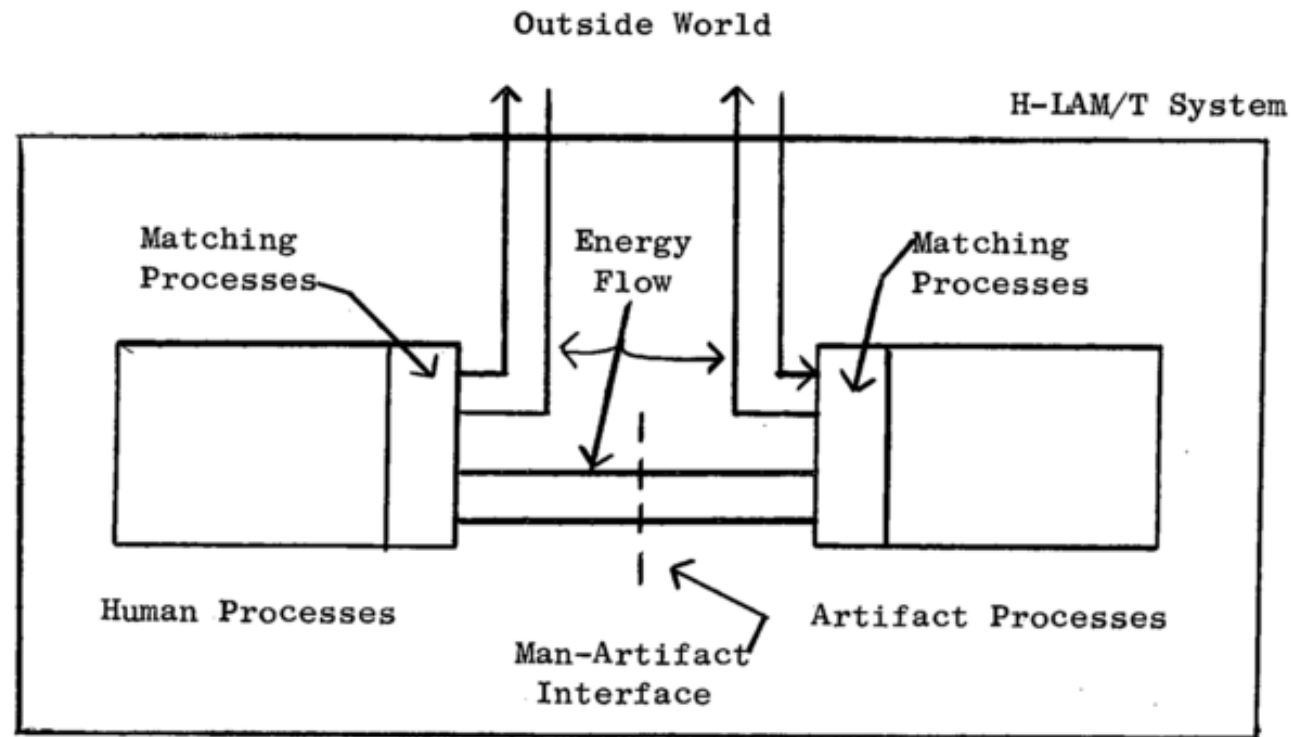 Outside World
H-LAM/T System
Matching
Processes
Energy
Flow
Matching
Processes
Human Processes
Man-Artifact
Interface
Artifact Processes